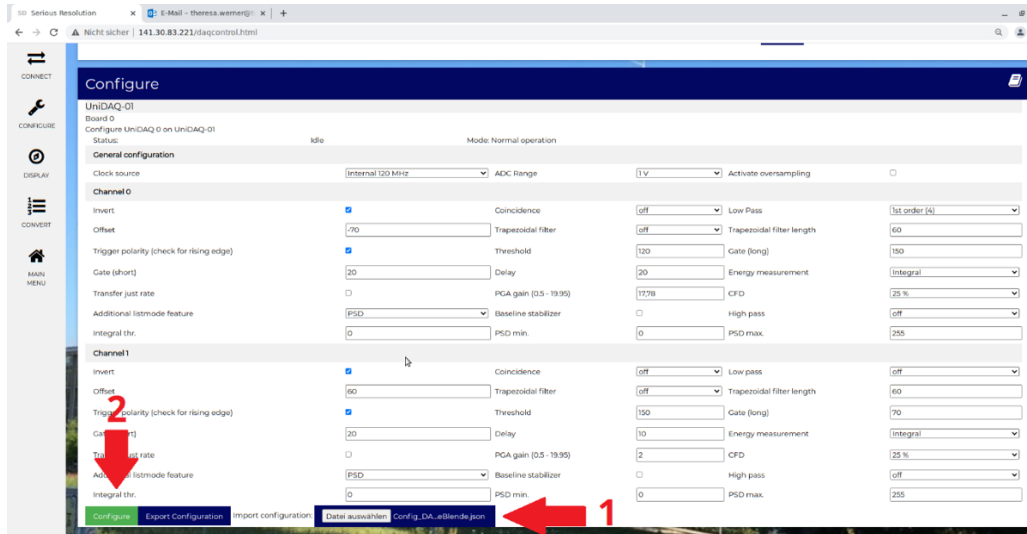 SD Serious Resolution × E-Mail – theresa.werner@t × +
Nicht sicher | 141.30.83.221/daqcontrol.html
CONNECT
CONFIGURE
DISPLAY
CONVERT
MAIN MENU
Configure
UniDAQ-01
Board 0
Configure UniDAQ 0 on UniDAQ-01
Status: Idle Mode: Normal operation
General configuration
Clock source Internal 120 MHz ADC Range 1 V Activate oversampling
Channel 0
Invert Coincidence off Low Pass 1st order (4)
Offset -70 Trapezoidal filter off Trapezoidal filter length 60
Trigger polarity (check for rising edge) Threshold 120 Gate (long) 150
Gate (short) 20 Delay 20 Energy measurement Integral
Transfer just rate PGA gain (0.5 - 19.95) 17,78 CFD 25 %
Additional listmode feature PSD Baseline stabilizer High pass off
Integral thr. 0 PSD min. 0 PSD max. 255
Channel 1
Invert Coincidence off Low pass off
Offset 60 Trapezoidal filter off Trapezoidal filter length 60
Trigger polarity (check for rising edge) Threshold 150 Gate (long) 70
20 Delay 10 Energy measurement Integral
just rate PGA gain (0.5 - 19.95) 2 CFD 25 %
listmode feature PSD Baseline stabilizer High pass off
Integral thr. 0 PSD min. 0 PSD max. 255
2
1
Configure Export Configuration Import configuration: Datei auswählen Config_DA...eBlende.json